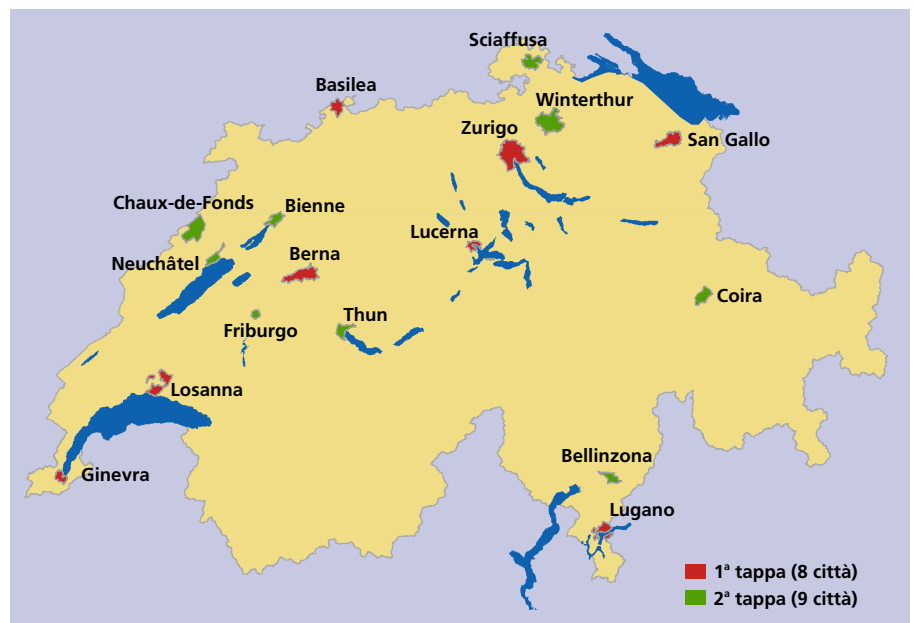 Sciaffusa
Basilea
Winterthur
Zurigo
San Gallo
Chaux-de-Fonds
Bienne
Lucerna
Berna
Neuchâtel
Coira
Thun
Friburgo
Losanna
Bellinzona
Ginevra
Lugano
1ª tappa (8 città)
2ª tappa (9 città)